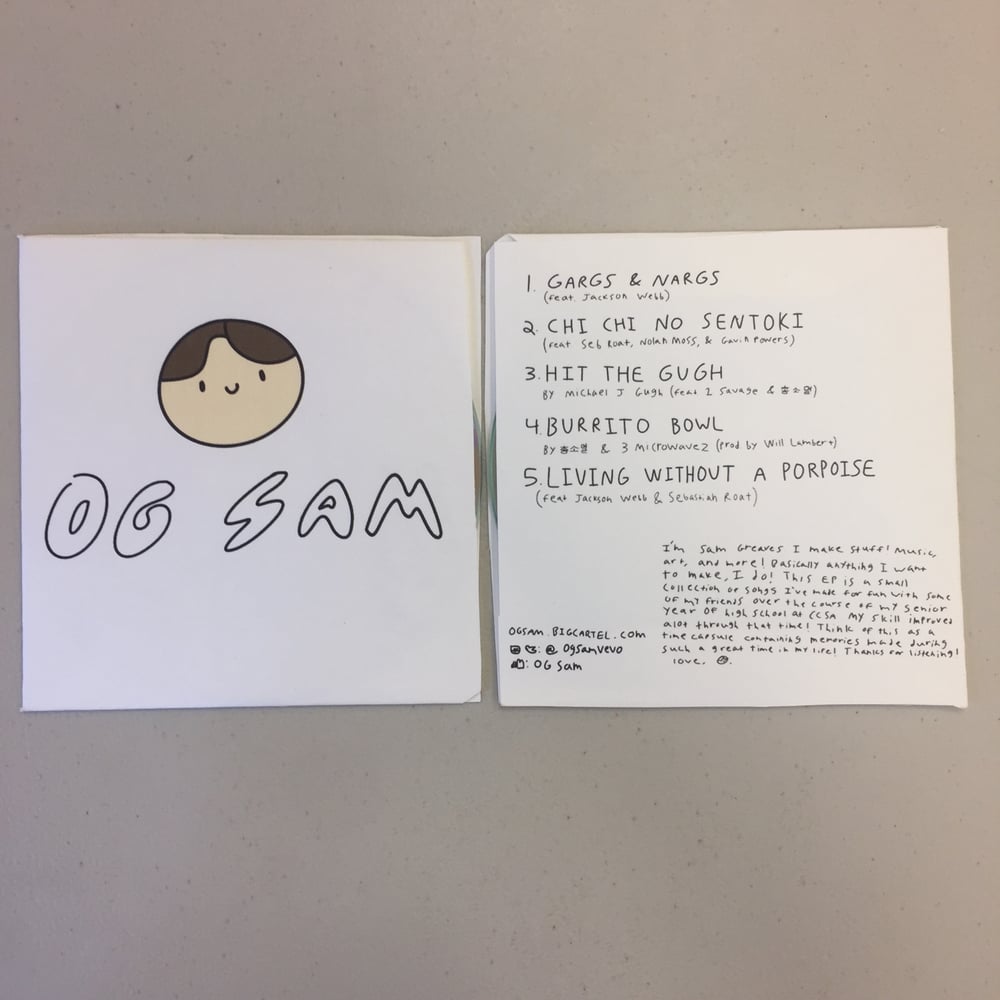 OG SAM
1. GARGS & NARGS
(feat. Jackson Webb)
2. CHI CHI NO SENTOKI
(feat Seb Roat, Nolan Moss, & Gavin Powers)
3. HIT THE GUGH
BY Michael J Gugh (feat 2 Savage & 홍소열)
4. BURRITO BOWL
BY 홍소열 & 3 Microwavez (Prod by Will Lambert)
5. LIVING WITHOUT A PORPOISE
(feat Jackson Webb & Sebastian Roat)
I'm Sam Greaves I make stuff! Music,
art, and more! Basically anything I want
to make, I do! This EP is a small
collection of songs I've made for fun with some
of my friends over the course of my senior
year of high school at CCSA. My skill improved
alot through that time! Think of this as a
time capsule containing memories made during
such a great time in my life! Thanks for listening!
love,
OGSAM.BIGCARTEL.COM
: @ OGSamVEVO
: OG Sam